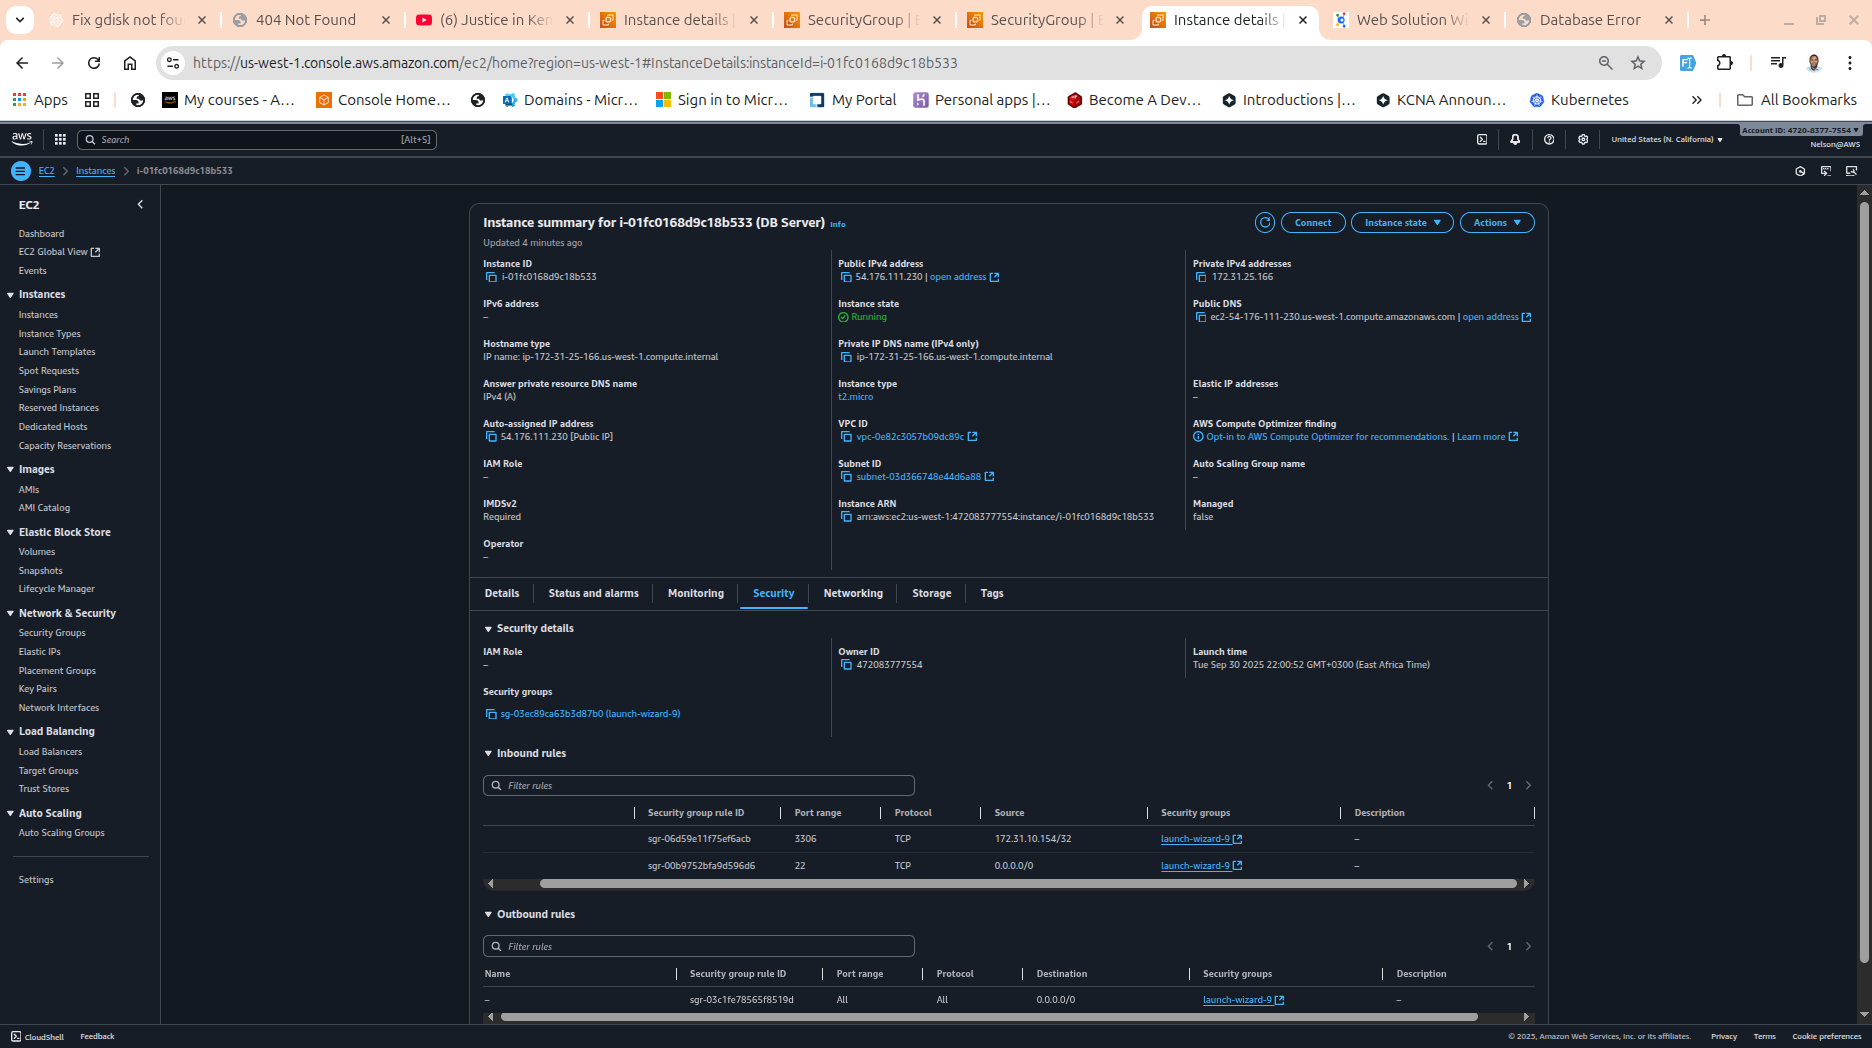 Fix gdisk not fou
404 Not Found
(6) Justice in Ken
Instance details
SecurityGroup | E
SecurityGroup | E
Instance details
Web Solution W
Database Error
https://us-west-1.console.aws.amazon.com/ec2/home?region=us-west-1#InstanceDetails:instanceId=i-01fc0168d9c18b533
Apps
My courses - A...
Console Home...
Domains - Micr...
Sign in to Micr...
My Portal
Personal apps |...
Become A Dev...
Introductions |...
KCNA Announ...
Kubernetes
All Bookmarks
aws
Search
[Alt+S]
United States (N. California)
Account ID: 4720-8377-7554
Nelson@AWS
EC2
Instances
i-01fc0168d9c18b533
EC2
Dashboard
EC2 Global View
Events
Instances
Instances
Instance Types
Launch Templates
Spot Requests
Savings Plans
Reserved Instances
Dedicated Hosts
Capacity Reservations
Images
AMIs
AMI Catalog
Elastic Block Store
Volumes
Snapshots
Lifecycle Manager
Network & Security
Security Groups
Elastic IPs
Placement Groups
Key Pairs
Network Interfaces
Load Balancing
Load Balancers
Target Groups
Trust Stores
Auto Scaling
Auto Scaling Groups
Settings
Instance summary for i-01fc0168d9c18b533 (DB Server) Info
Updated 4 minutes ago
Connect
Instance state
Actions
Instance ID
i-01fc0168d9c18b533
Public IPv4 address
54.176.111.230 | open address
Private IPv4 addresses
172.31.25.166
IPv6 address
–
Instance state
Running
Public DNS
ec2-54-176-111-230.us-west-1.compute.amazonaws.com | open address
Hostname type
IP name: ip-172-31-25-166.us-west-1.compute.internal
Private IP DNS name (IPv4 only)
ip-172-31-25-166.us-west-1.compute.internal
Answer private resource DNS name
IPv4 (A)
Instance type
t2.micro
Elastic IP addresses
–
Auto-assigned IP address
54.176.111.230 [Public IP]
VPC ID
vpc-0e82c3057b09dc89c
AWS Compute Optimizer finding
Opt-in to AWS Compute Optimizer for recommendations. | Learn more
IAM Role
–
Subnet ID
subnet-03d366748e44d6a88
Auto Scaling Group name
–
IMDSv2
Required
Instance ARN
arn:aws:ec2:us-west-1:472083777554:instance/i-01fc0168d9c18b533
Managed
false
Operator
–
Details
Status and alarms
Monitoring
Security
Networking
Storage
Tags
Security details
IAM Role
–
Owner ID
472083777554
Launch time
Tue Sep 30 2025 22:00:52 GMT+0300 (East Africa Time)
Security groups
sg-03ec89ca63b3d87b0 (launch-wizard-9)
Inbound rules
Filter rules
1
Security group rule ID
Port range
Protocol
Source
Security groups
Description
sgr-06d59e11f75ef6acb
3306
TCP
172.31.10.154/32
launch-wizard-9
–
sgr-00b9752bfa9d596d6
22
TCP
0.0.0.0/0
launch-wizard-9
–
Outbound rules
Filter rules
1
Name
Security group rule ID
Port range
Protocol
Destination
Security groups
Description
–
sgr-03c1fe78565f8519d
All
All
0.0.0.0/0
launch-wizard-9
–
CloudShell
Feedback
© 2025, Amazon Web Services, Inc. or its affiliates.
Privacy
Terms
Cookie preferences